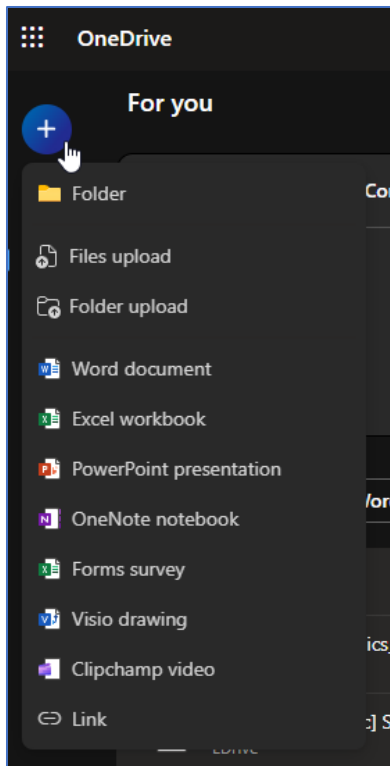 OneDrive
For you
Folder
Files upload
Folder upload
Word document
Excel workbook
PowerPoint presentation
OneNote notebook
Forms survey
Visio drawing
Clipchamp video
Link